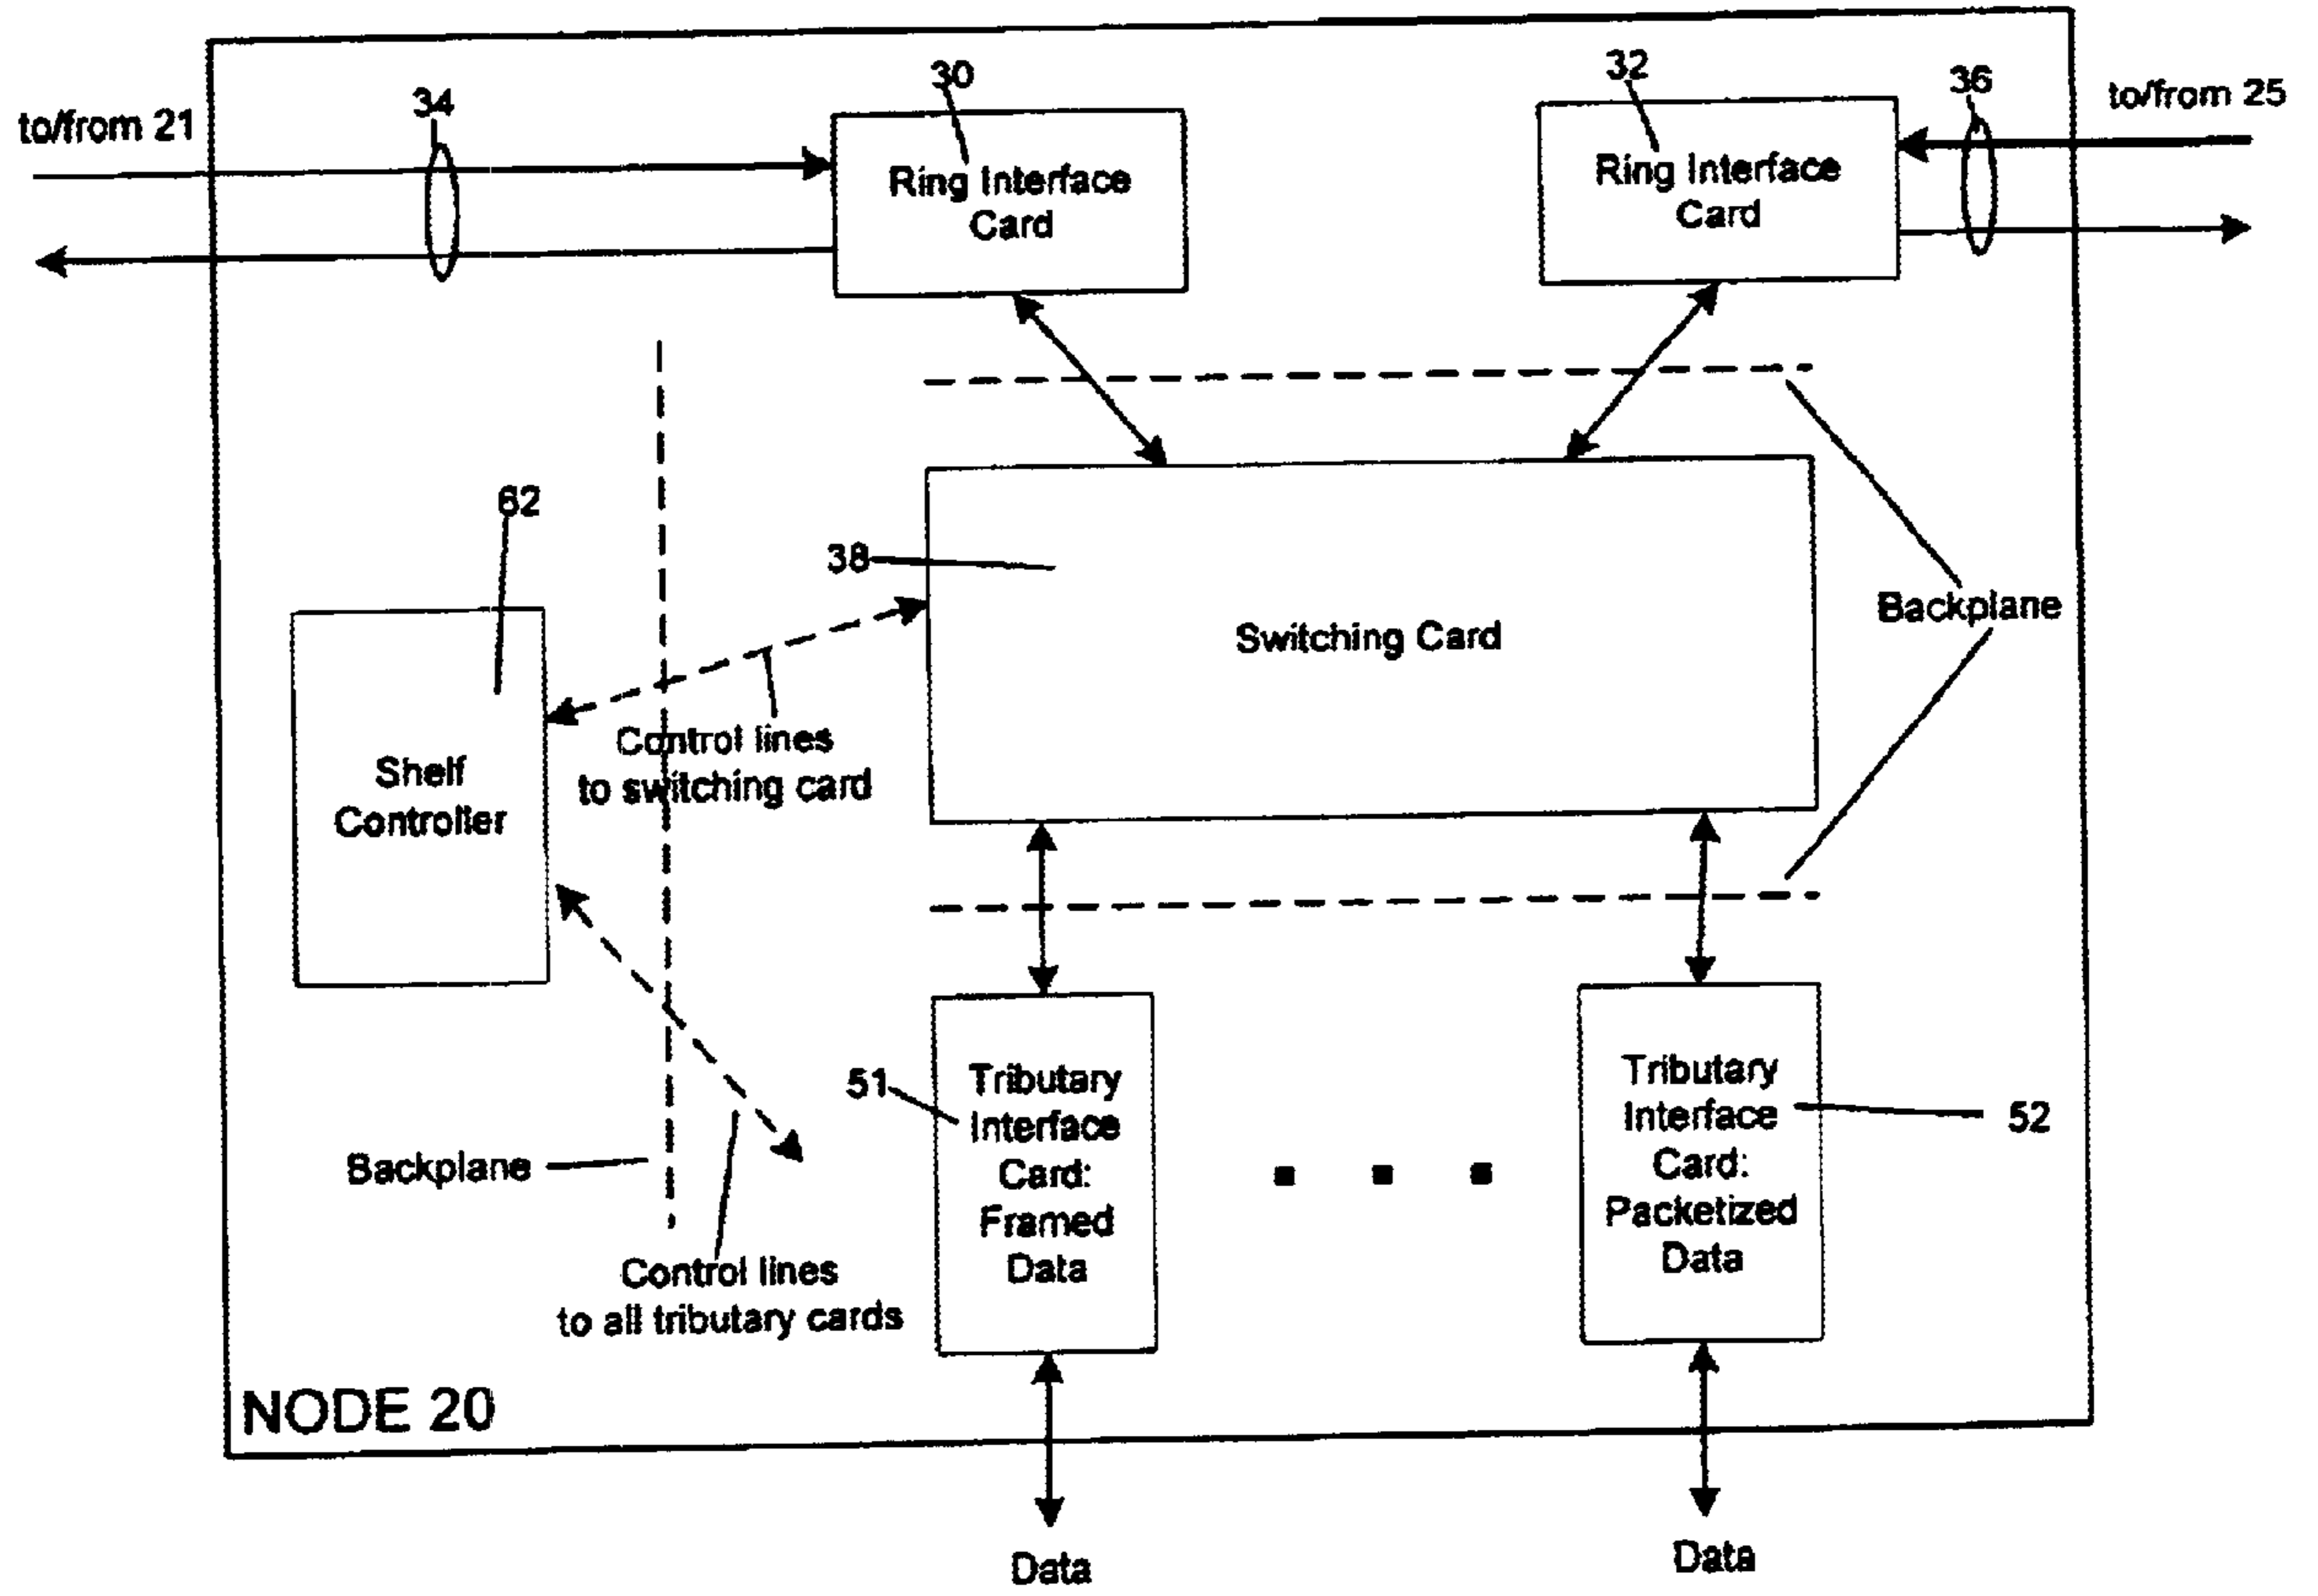 30
32
36
34
to/from 21
to/from 25
Ring Interface
Card
Ring Interface
Card
62
38
Switching Card
Backplane
Control lines
to switching card
Shelf
Controller
51
Tributary
Interface
Card:
Framed
Data
Tributary
Interface
Card:
Packetized
Data
52
Backplane
Control lines
to all tributary cards
NODE 20
Data
Data